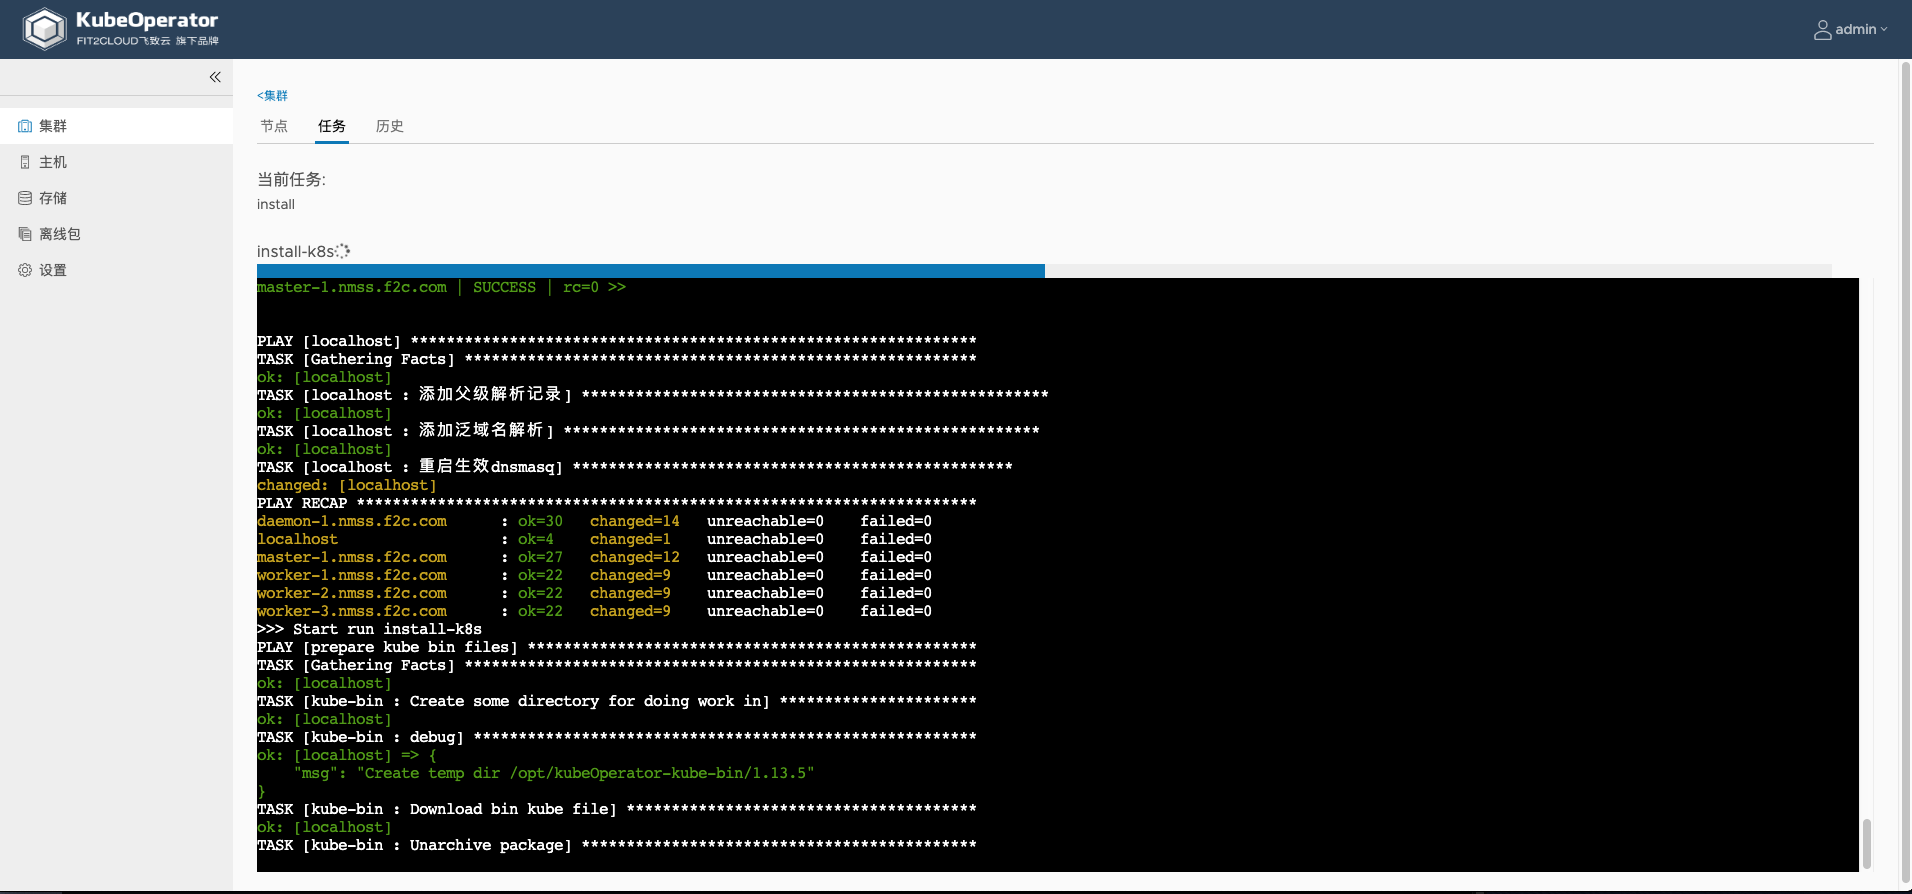 KubeOperator
FIT2CLOUD飞致云 旗下品牌
admin
集群
主机
存储
离线包
设置
<集群
节点 任务 历史
当前任务:
install
install-k8s
master-1.nmss.f2c.com | SUCCESS | rc=0 >>
PLAY [localhost] ***************************************************************
TASK [Gathering Facts] *********************************************************
ok: [localhost]
TASK [localhost : 添加父级解析记录] ****************************************************
ok: [localhost]
TASK [localhost : 添加泛域名解析] *****************************************************
ok: [localhost]
TASK [localhost : 重启生效dnsmasq] *************************************************
changed: [localhost]
PLAY RECAP *********************************************************************
daemon-1.nmss.f2c.com      : ok=30   changed=14   unreachable=0    failed=0
localhost                  : ok=4    changed=1    unreachable=0    failed=0
master-1.nmss.f2c.com      : ok=27   changed=12   unreachable=0    failed=0
worker-1.nmss.f2c.com      : ok=22   changed=9    unreachable=0    failed=0
worker-2.nmss.f2c.com      : ok=22   changed=9    unreachable=0    failed=0
worker-3.nmss.f2c.com      : ok=22   changed=9    unreachable=0    failed=0
>>> Start run install-k8s
PLAY [prepare kube bin files] **************************************************
TASK [Gathering Facts] *********************************************************
ok: [localhost]
TASK [kube-bin : Create some directory for doing work in] **********************
ok: [localhost]
TASK [kube-bin : debug] ********************************************************
ok: [localhost] => {
    "msg": "Create temp dir /opt/kubeOperator-kube-bin/1.13.5"
}
TASK [kube-bin : Download bin kube file] ***************************************
ok: [localhost]
TASK [kube-bin : Unarchive package] ********************************************